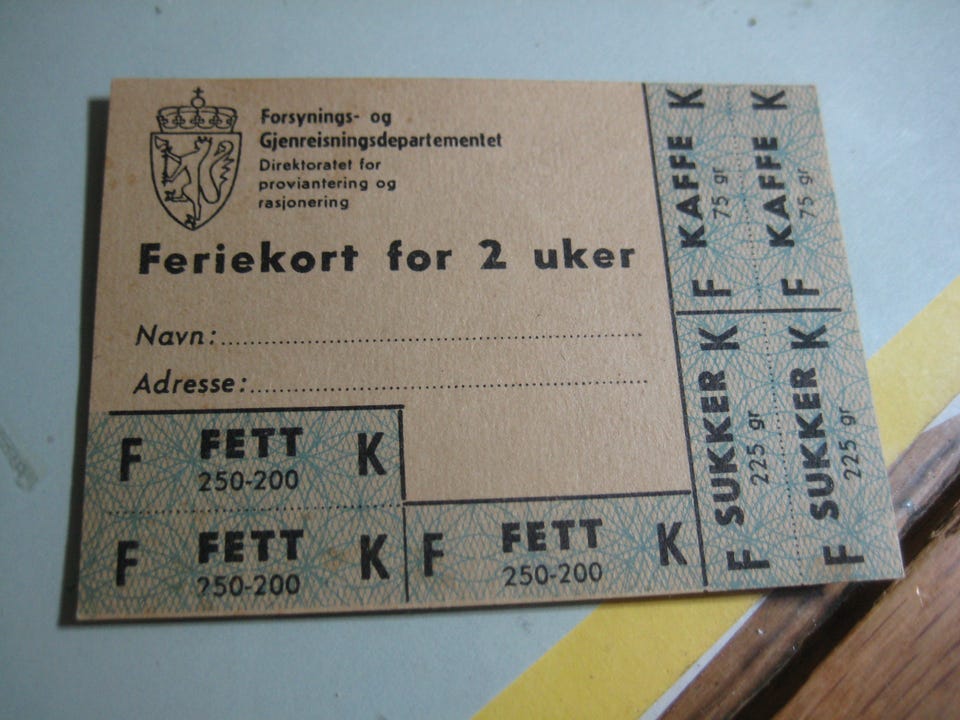 Forsynings- og
Gjenreisningsdepartementet
Direktoratet for
proviantering og
rasjonering
Feriekort for 2 uker
Navn:
Adresse:
F FETT K
250-200
F FETT K
250-200
F FETT K
250-200
F KAFFE K
75 gr
F KAFFE K
75 gr
F SUKKER K
225 gr
F SUKKER K
225 gr